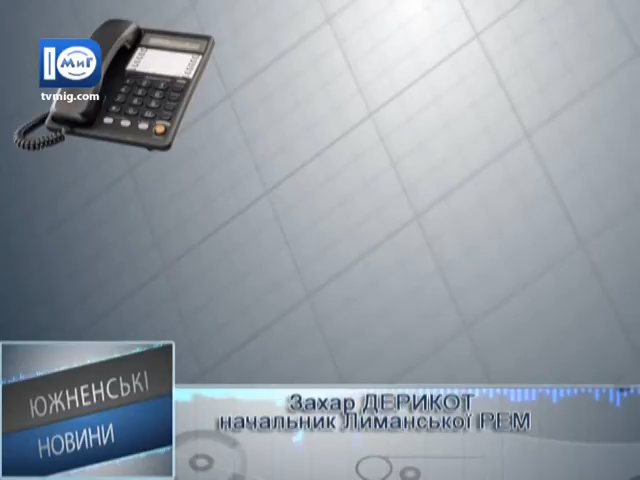 Ю МиГ
tvmig.com
ЮЖНЕНСЬКІ
НОВИНИ
Захар ДЕРИКОТ
начальник Лиманської РЕМ